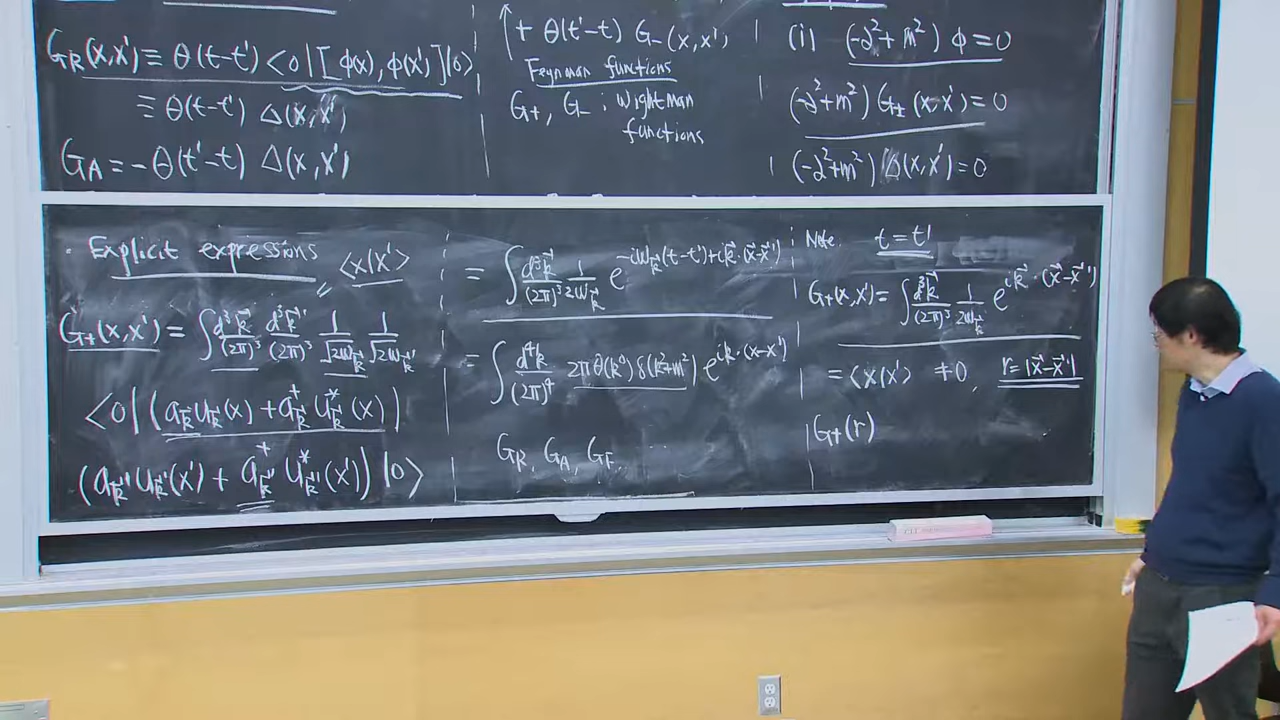 G_R(x,x') ≡ θ(t-t') <0|[φ(x), φ(x')]|0>
≡ θ(t-t') Δ(x,x')
G_A = -θ(t'-t) Δ(x,x')
+ θ(t'-t) G_-(x,x')
Feynman functions
G_+, G_- : Wightman
functions
(i) (-∂²+m²) φ = 0
(-∂²+m²) G_±(x,x') = 0
(-∂²+m²) Δ(x,x') = 0
· Explicit expressions
<x|x'>
G_+(x,x') = ∫ d³k⃗/(2π)³ d³k⃗'/(2π)³ 1/√2ω_k⃗ 1/√2ω_k⃗'
<0| (a_k⃗ u_k⃗(x) + a_k⃗^† u_k⃗^*(x))
(a_k⃗' u_k⃗'(x') + a_k⃗'^† u_k⃗'^*(x')) |0>
= ∫ d³k⃗/(2π)³ 1/2ω_k⃗ e^{-iω_k⃗(t-t')+ik⃗·(x⃗-x⃗')}
= ∫ d⁴k/(2π)⁴ 2πθ(k⁰) δ(k²+m²) e^{ik·(x-x')}
G_R, G_A, G_F
Note: t = t'
G_+(x,x') = ∫ d³k⃗/(2π)³ 1/2ω_k⃗ e^{ik⃗·(x⃗-x⃗')}
= <x|x'> ≠ 0, r = |x⃗-x⃗'|
G_+(r)